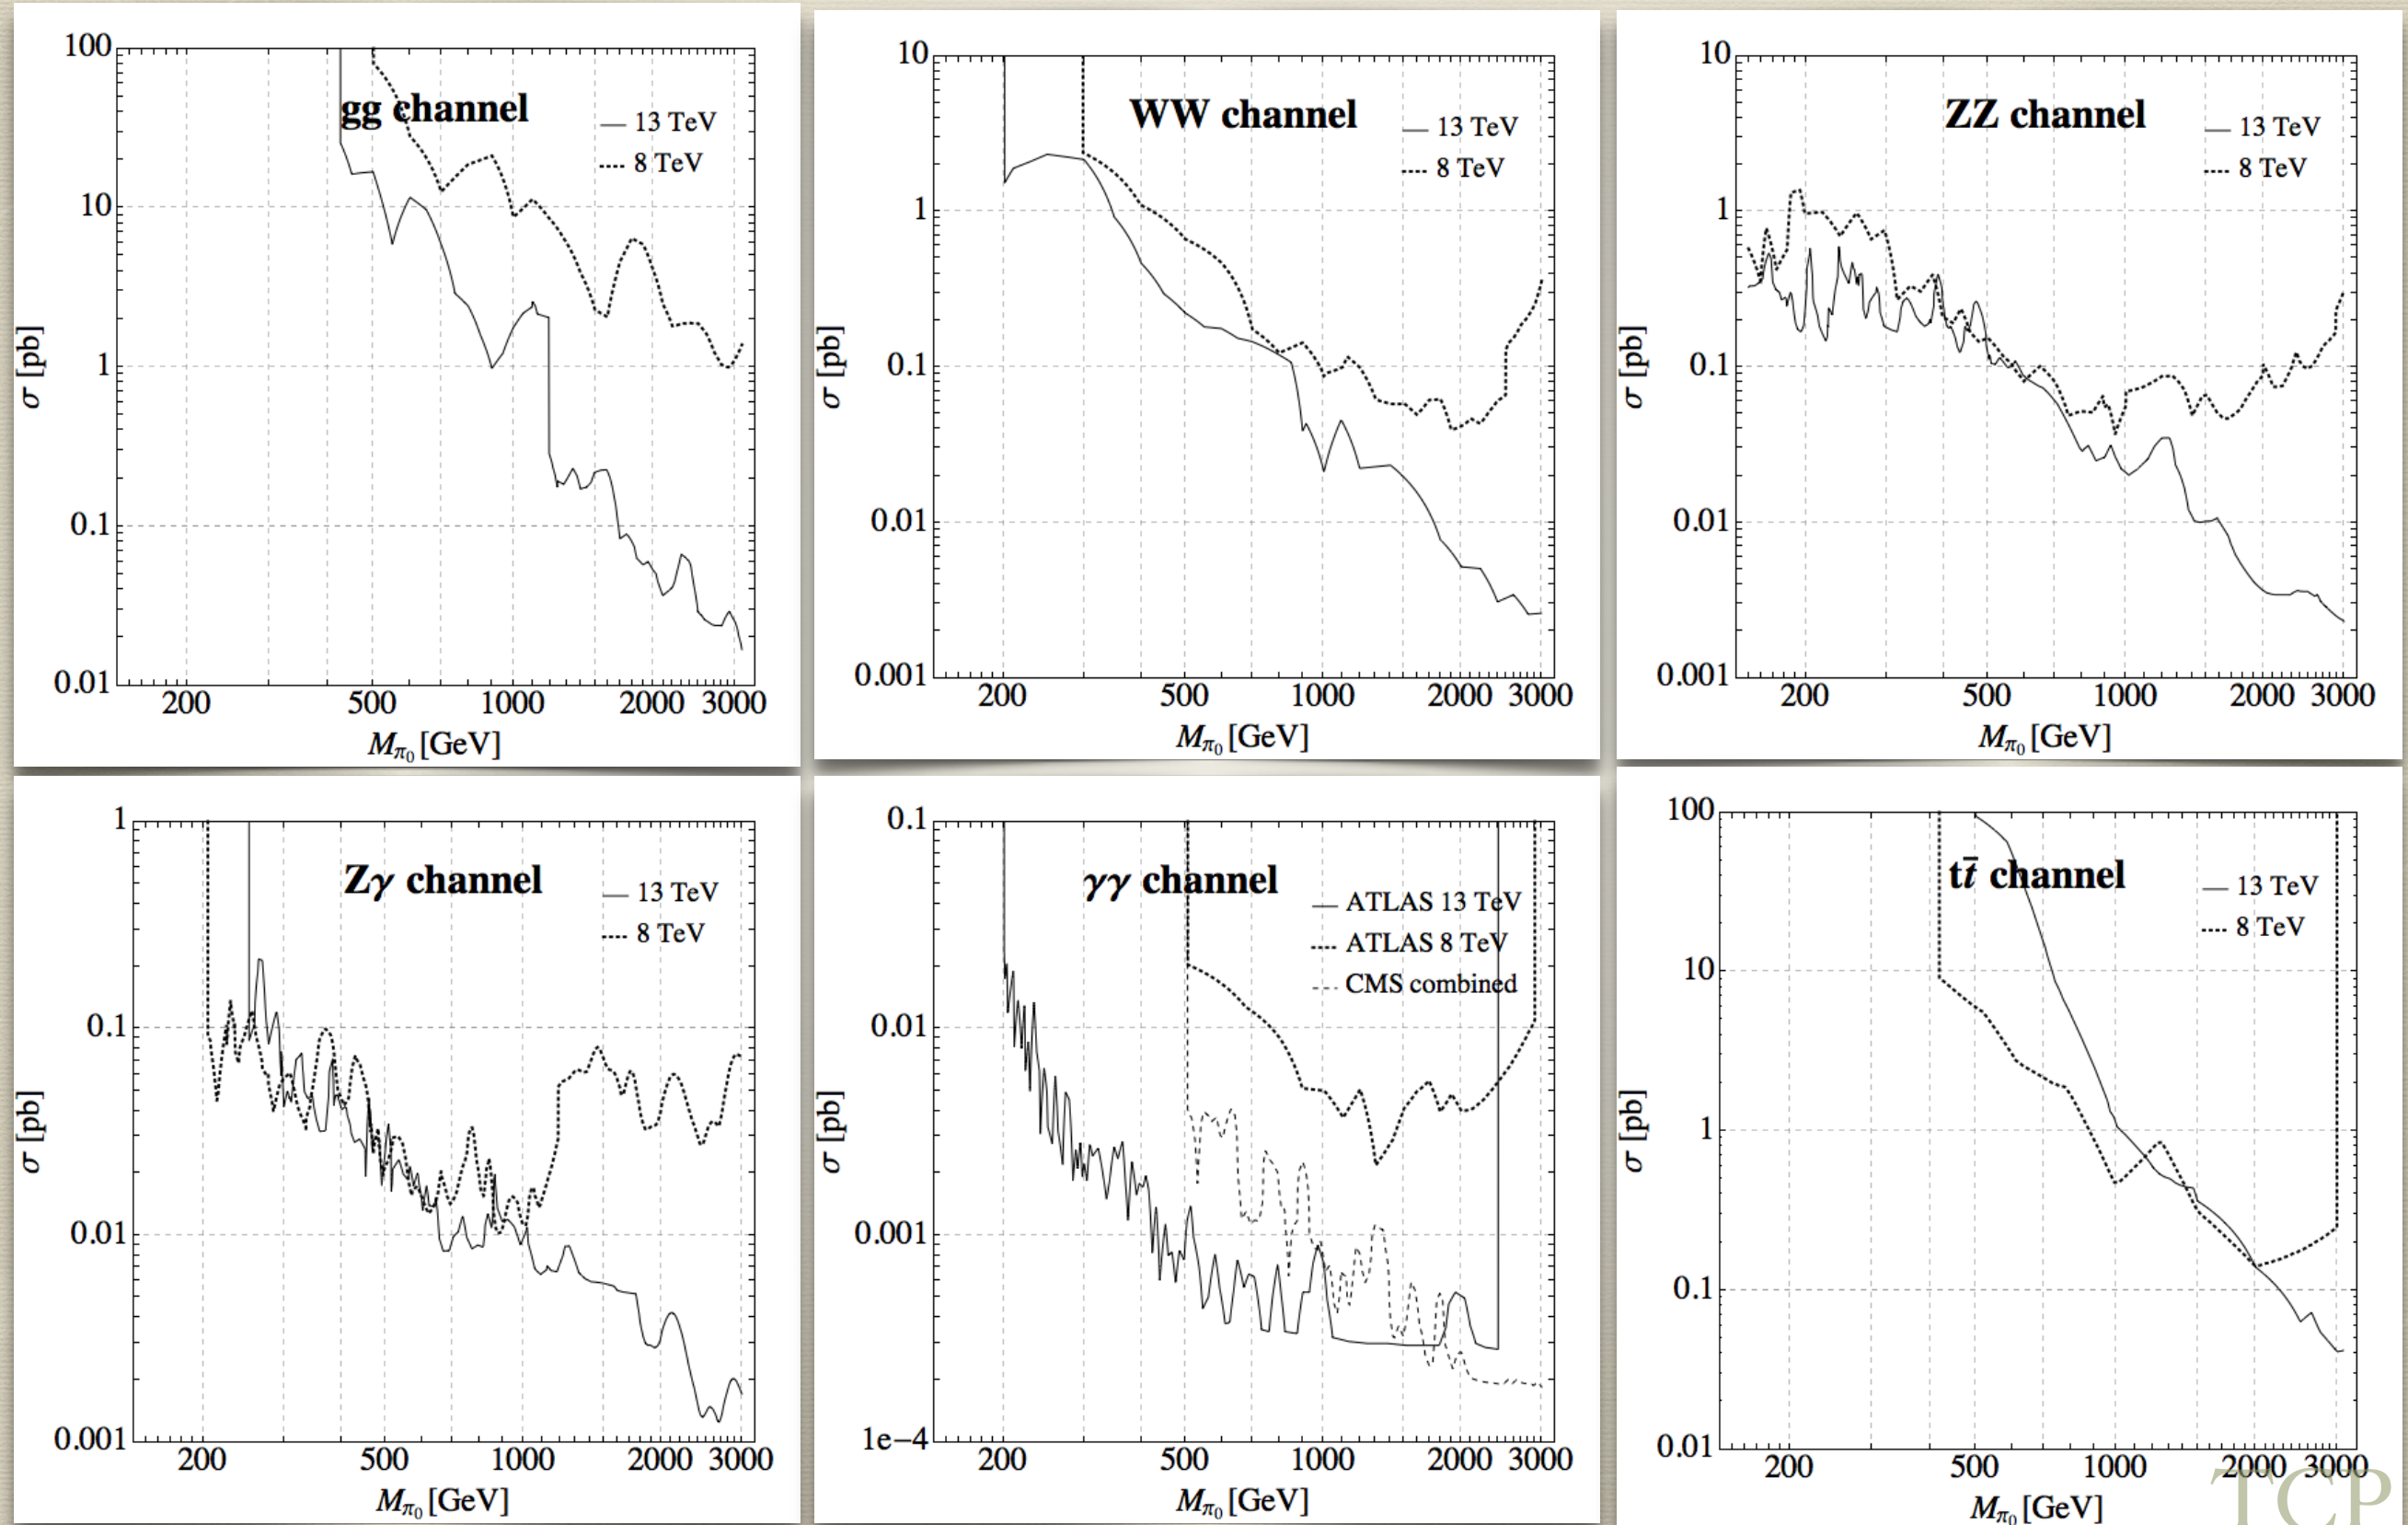 100
10
1
0.1
0.01
gg channel
13 TeV
8 TeV
σ [pb]
200 500 1000 2000 3000
Mπ0 [GeV]
10
1
0.1
0.01
0.001
WW channel
13 TeV
8 TeV
σ [pb]
200 500 1000 2000 3000
Mπ0 [GeV]
10
1
0.1
0.01
0.001
ZZ channel
13 TeV
8 TeV
σ [pb]
200 500 1000 2000 3000
Mπ0 [GeV]
1
0.1
0.01
0.001
Zγ channel
13 TeV
8 TeV
σ [pb]
200 500 1000 2000 3000
Mπ0 [GeV]
0.1
0.01
0.001
1e−4
γγ channel
ATLAS 13 TeV
ATLAS 8 TeV
CMS combined
σ [pb]
200 500 1000 2000 3000
Mπ0 [GeV]
100
10
1
0.1
0.01
tt̄ channel
13 TeV
8 TeV
σ [pb]
200 500 1000 2000 3000
Mπ0 [GeV]
TCP